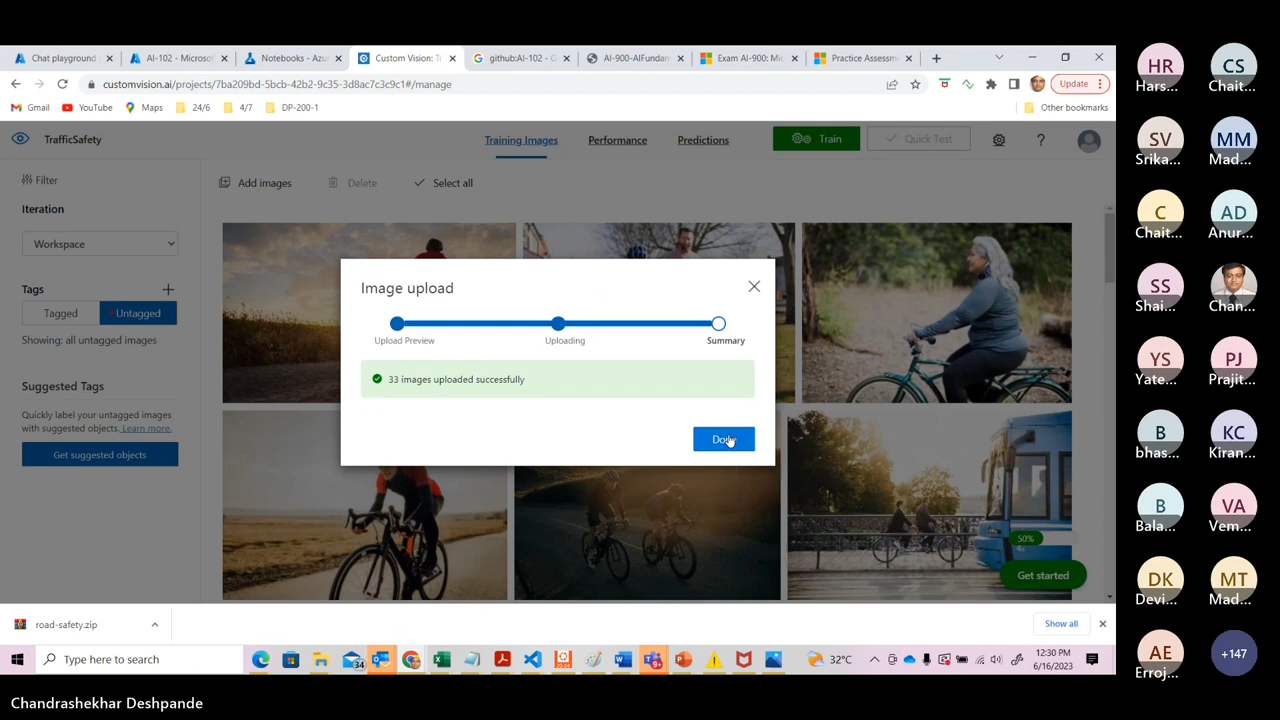 Chat playground
AI-102 - Microsof
Notebooks - Azure
Custom Vision: Tr
github:AI-102 - G
AI-900-AIFundam
Exam AI-900: Mic
Practice Assessm
customvision.ai/projects/7ba209bd-5bcb-42b2-9c35-3d8ac7c3c9c1#/manage
Update
Gmail
YouTube
Maps
24/6
4/7
DP-200-1
Other bookmarks
TrafficSafety
Training Images
Performance
Predictions
Train
Quick Test
?
Filter
Add images
Delete
Select all
Iteration
Workspace
Tags
Tagged
Untagged
Showing: all untagged images
Suggested Tags
Quickly label your untagged images
with suggested objects. Learn more.
Get suggested objects
Image upload
Upload Preview
Uploading
Summary
33 images uploaded successfully
Done
50%
Get started
road-safety.zip
Show all
Type here to search
34
9+
32°C
12:30 PM
6/16/2023
Chandrashekhar Deshpande
HR
Hars...
CS
Chait...
SV
Srika...
MM
Mad...
C
Chait...
AD
Anur...
SS
Shai...
Chan...
YS
Yate...
PJ
Prajit...
B
bhas...
KC
Kiran...
B
Bala...
VA
Vem...
DK
Devi...
MT
Mad...
AE
Erroj...
+147